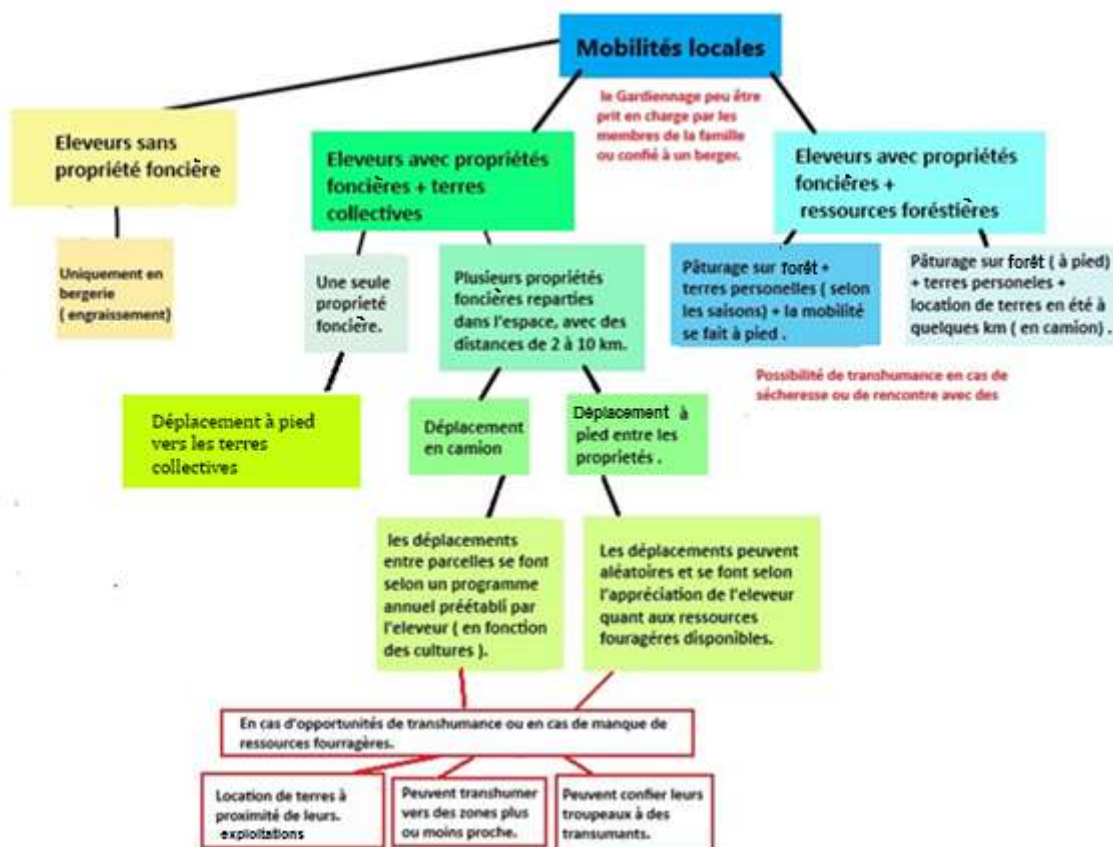 Mobilités locales
le Gardiennage peu être
prit en charge par les
membres de la famille
ou confié à un berger.
Eleveurs sans
propriété foncière
Eleveurs avec propriétés
foncières + terres
collectives
Eleveurs avec propriétés
foncières +
ressources foréstières
Uniquement en
bergerie
( engraissement)
Une seule
proprieté
foncière.
Plusieurs propriétés
foncières reparties
dans l'espace, avec des
distances de 2 à 10 km.
Pâturage sur forêt +
terres personelles ( selon
les saisons) + la mobilité
se fait à pied .
Pâturage sur forêt ( à pied)
+ terres personeles +
location de terres en été à
quelques km ( en camion) .
Possibilité de transhumance en cas de
sécheresse ou de rencontre avec des
Déplacement à pied
vers les terres
collectives
Déplacement
en camion
Déplacement à
pied entre les
proprietés .
les déplacements
entre parcelles se font
selon un programme
annuel préétabli par
l'eleveur ( en fonction
des cultures ).
Les déplacements peuvent
aléatoires et se font selon
l'appréciation de l'eleveur
quant aux ressources
fouragéres disponibles.
En cas d'opportunités de transhumance ou en cas de manque de
ressources fourragères.
Location de terres à
proximité de leurs.
exploitations
Peuvent transhumer
vers des zones plus
ou moins proche.
Peuvent confier leurs
troupeaux à des
transumants.